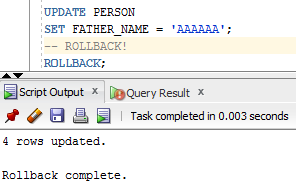 UPDATE PERSON
SET FATHER_NAME = 'AAAAAA';
-- ROLLBACK!
ROLLBACK;
Script Output x Query Result x
Task completed in 0.003 seconds
4 rows updated.
Rollback complete.